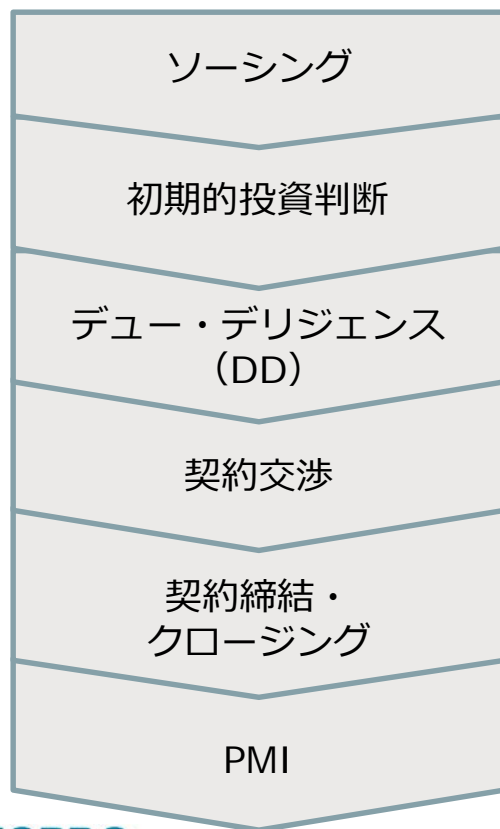 ソーシング
初期的投資判断
デュー・デリジェンス
（DD）
契約交渉
契約締結・
クロージング
PMI